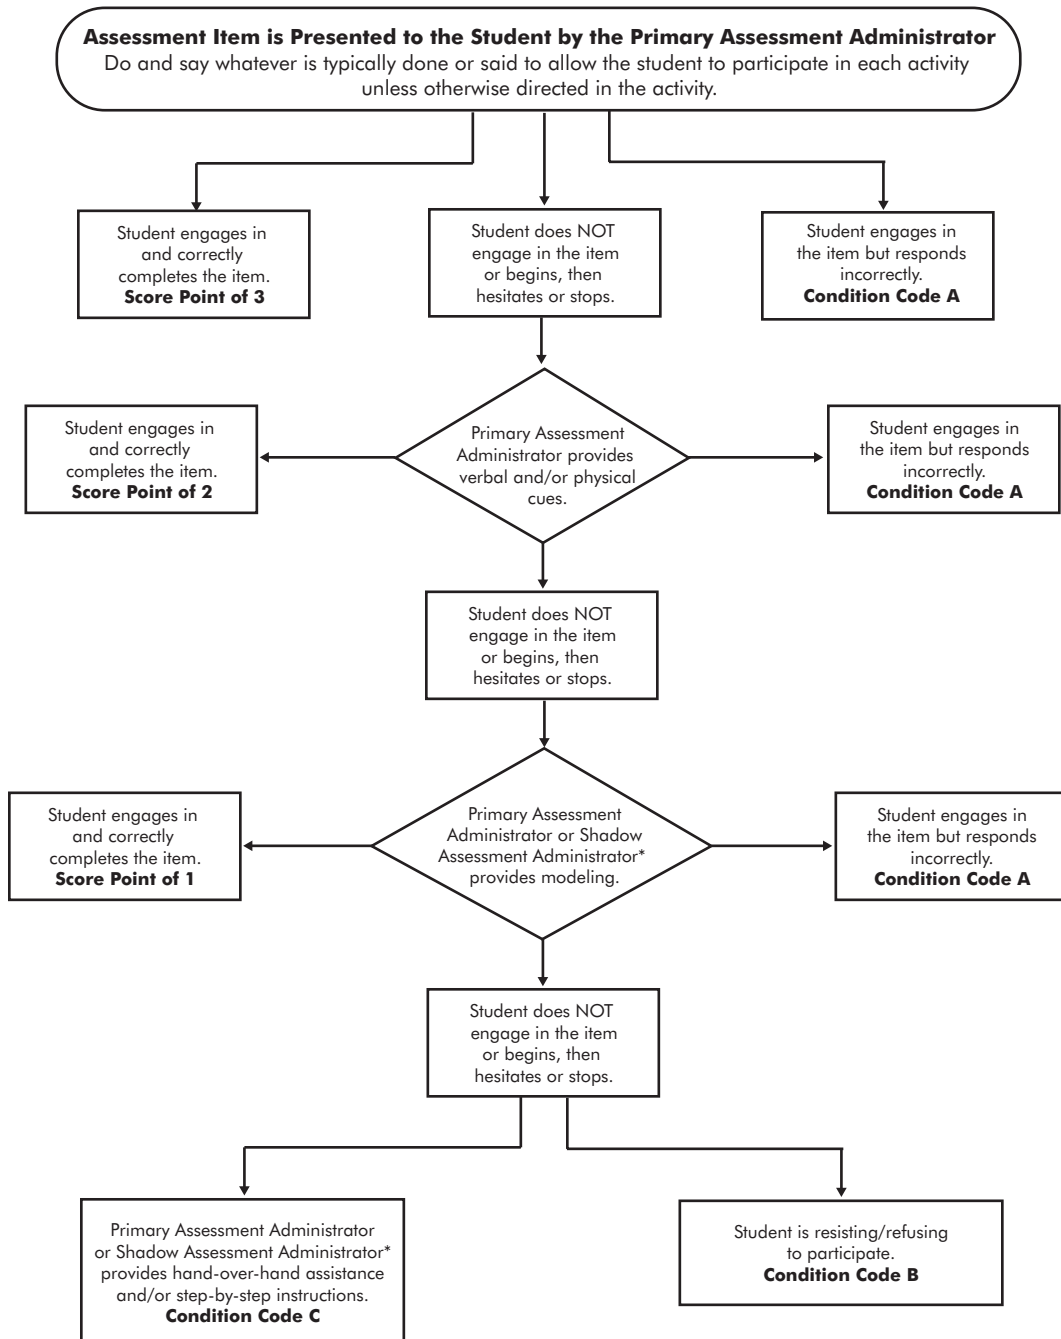 Assessment Item is Presented to the Student by the Primary Assessment Administrator
Do and say whatever is typically done or said to allow the student to participate in each activity
unless otherwise directed in the activity.
Student engages in
and correctly
completes the item.
Score Point of 3
Student does NOT
engage in the item
or begins, then
hesitates or stops.
Student engages in
the item but responds
incorrectly.
Condition Code A
Student engages in
and correctly
completes the item.
Score Point of 2
Primary Assessment
Administrator provides
verbal and/or physical
cues.
Student engages in
the item but responds
incorrectly.
Condition Code A
Student does NOT
engage in the item
or begins, then
hesitates or stops.
Student engages in
and correctly
completes the item.
Score Point of 1
Primary Assessment
Administrator or Shadow
Assessment Administrator*
provides modeling.
Student engages in
the item but responds
incorrectly.
Condition Code A
Student does NOT
engage in the item
or begins, then
hesitates or stops.
Primary Assessment Administrator
or Shadow Assessment Administrator*
provides hand-over-hand assistance
and/or step-by-step instructions.
Condition Code C
Student is resisting/refusing
to participate.
Condition Code B